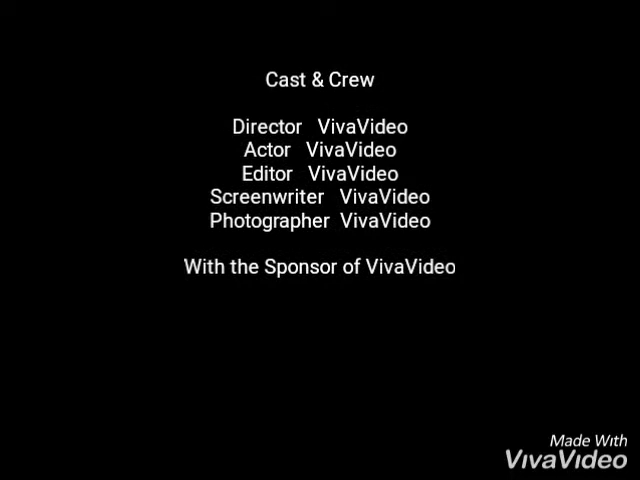 Cast & Crew
Director VivaVideo
Actor VivaVideo
Editor VivaVideo
Screenwriter VivaVideo
Photographer VivaVideo
With the Sponsor of VivaVideo
Made With
VivaVideo